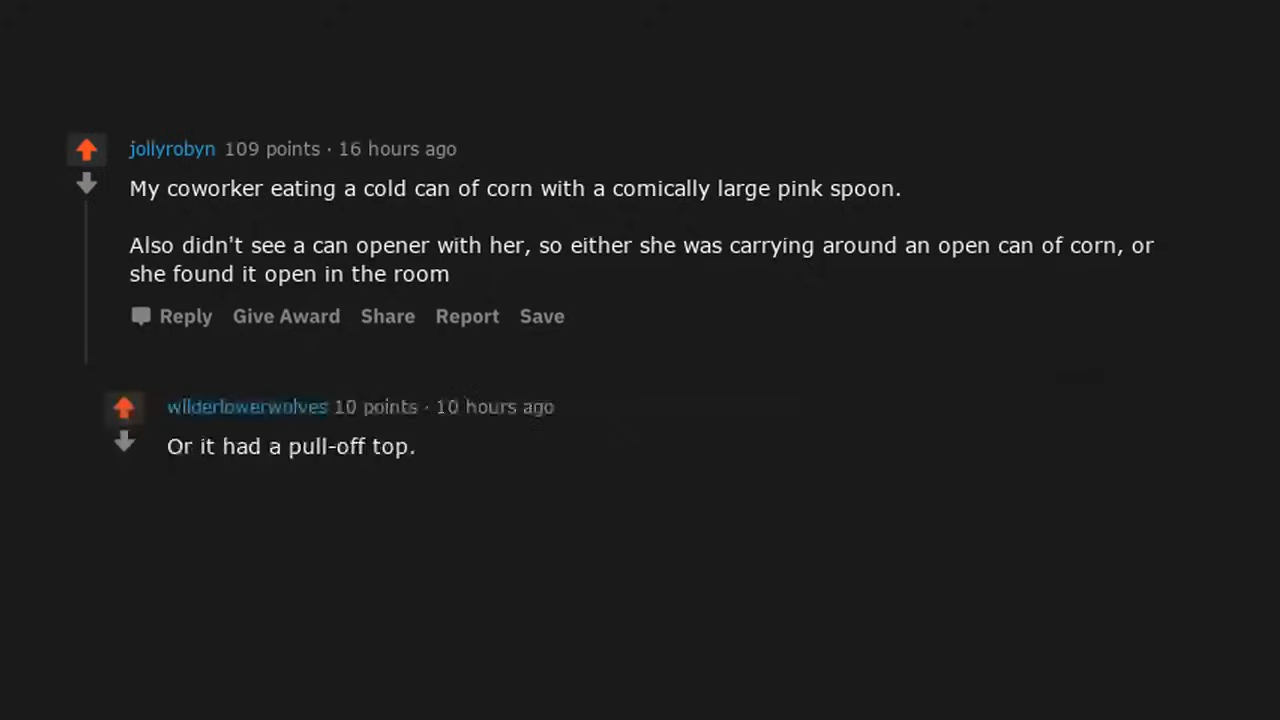 jollyrobyn 109 points · 16 hours ago
My coworker eating a cold can of corn with a comically large pink spoon.
Also didn't see a can opener with her, so either she was carrying around an open can of corn, or
she found it open in the room
Reply Give Award Share Report Save
wilderlowerwolves 10 points · 10 hours ago
Or it had a pull-off top.